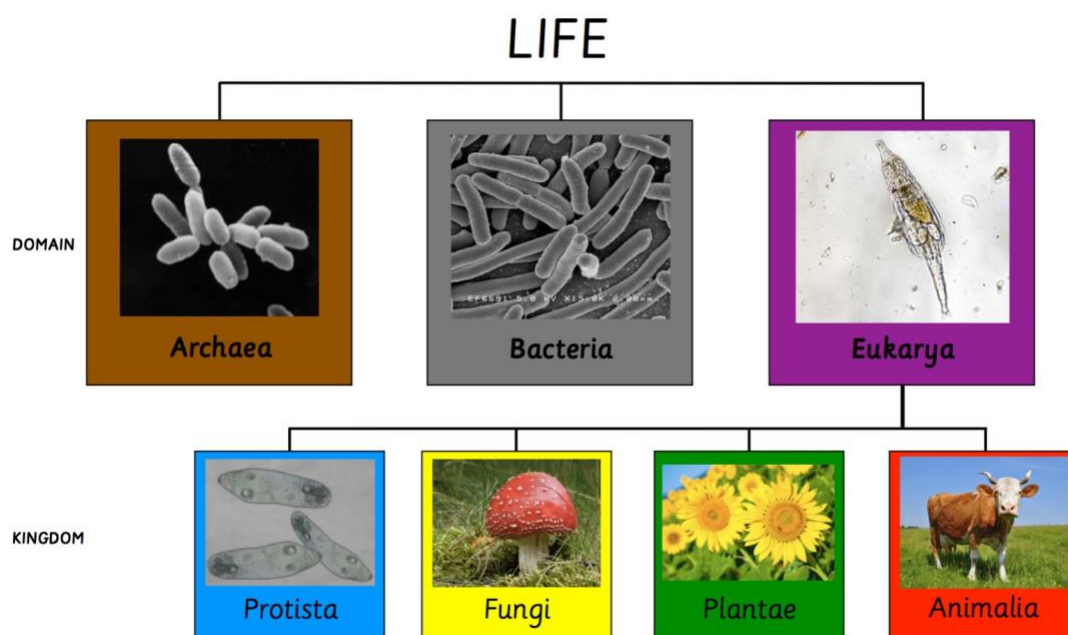 LIFE
DOMAIN
Archaea
Bacteria
Eukarya
KINGDOM
Protista
Fungi
Plantae
Animalia